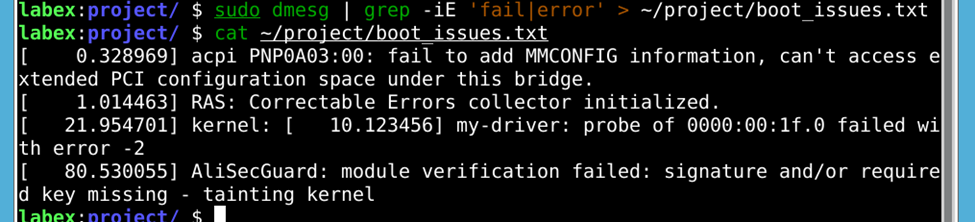 labex:project/ $ sudo dmesg | grep -iE 'fail|error' > ~/project/boot_issues.txt
labex:project/ $ cat ~/project/boot_issues.txt
[    0.328969] acpi PNP0A03:00: fail to add MMCONFIG information, can't access e
xtended PCI configuration space under this bridge.
[    1.014463] RAS: Correctable Errors collector initialized.
[   21.954701] kernel: [   10.123456] my-driver: probe of 0000:00:1f.0 failed wi
th error -2
[   80.530055] AliSecGuard: module verification failed: signature and/or require
d key missing - tainting kernel
labex:project/ $